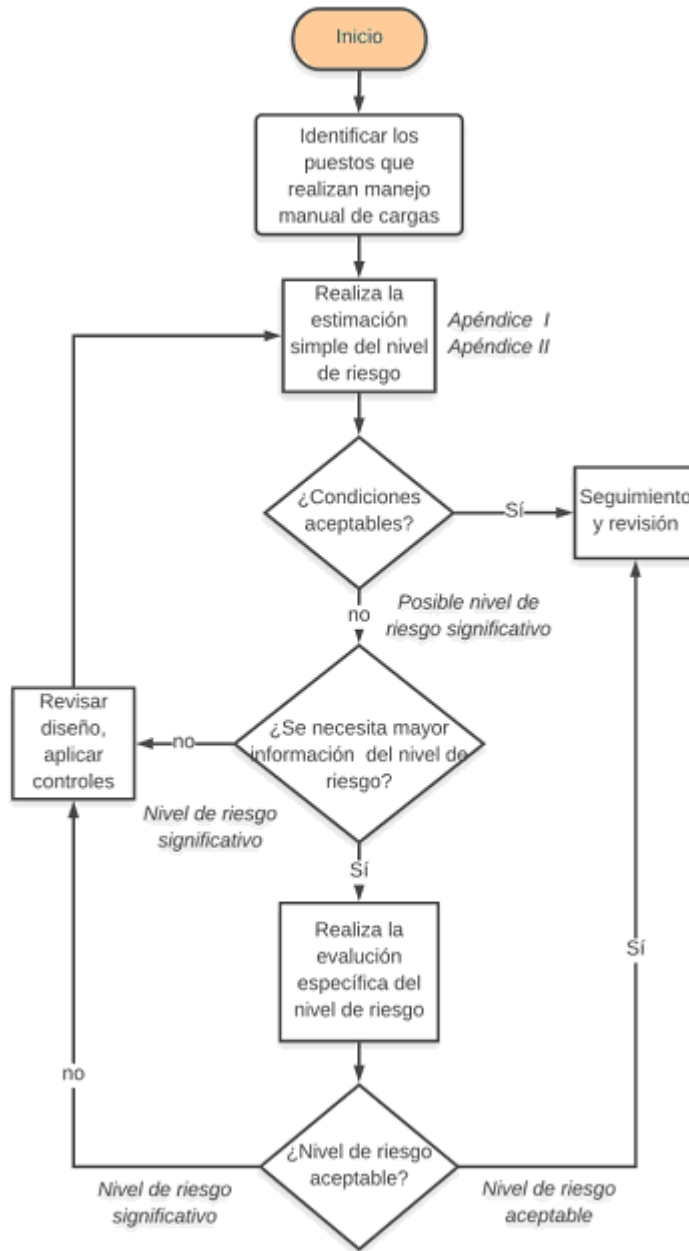 Inicio
Identificar los
puestos que
realizan manejo
manual de cargas
Realiza la
estimación
simple del nivel
de riesgo
Apéndice I
Apéndice II
¿Condiciones
aceptables?
Sí
Seguimiento
y revisión
no
Posible nivel de
riesgo significativo
¿Se necesita mayor
información del nivel de
riesgo?
no
Revisar
diseño,
aplicar
controles
Nivel de riesgo
significativo
Sí
Realiza la
evalución
específica del
nivel de riesgo
Sí
no
¿Nivel de riesgo
aceptable?
Nivel de riesgo
significativo
Nivel de riesgo
aceptable